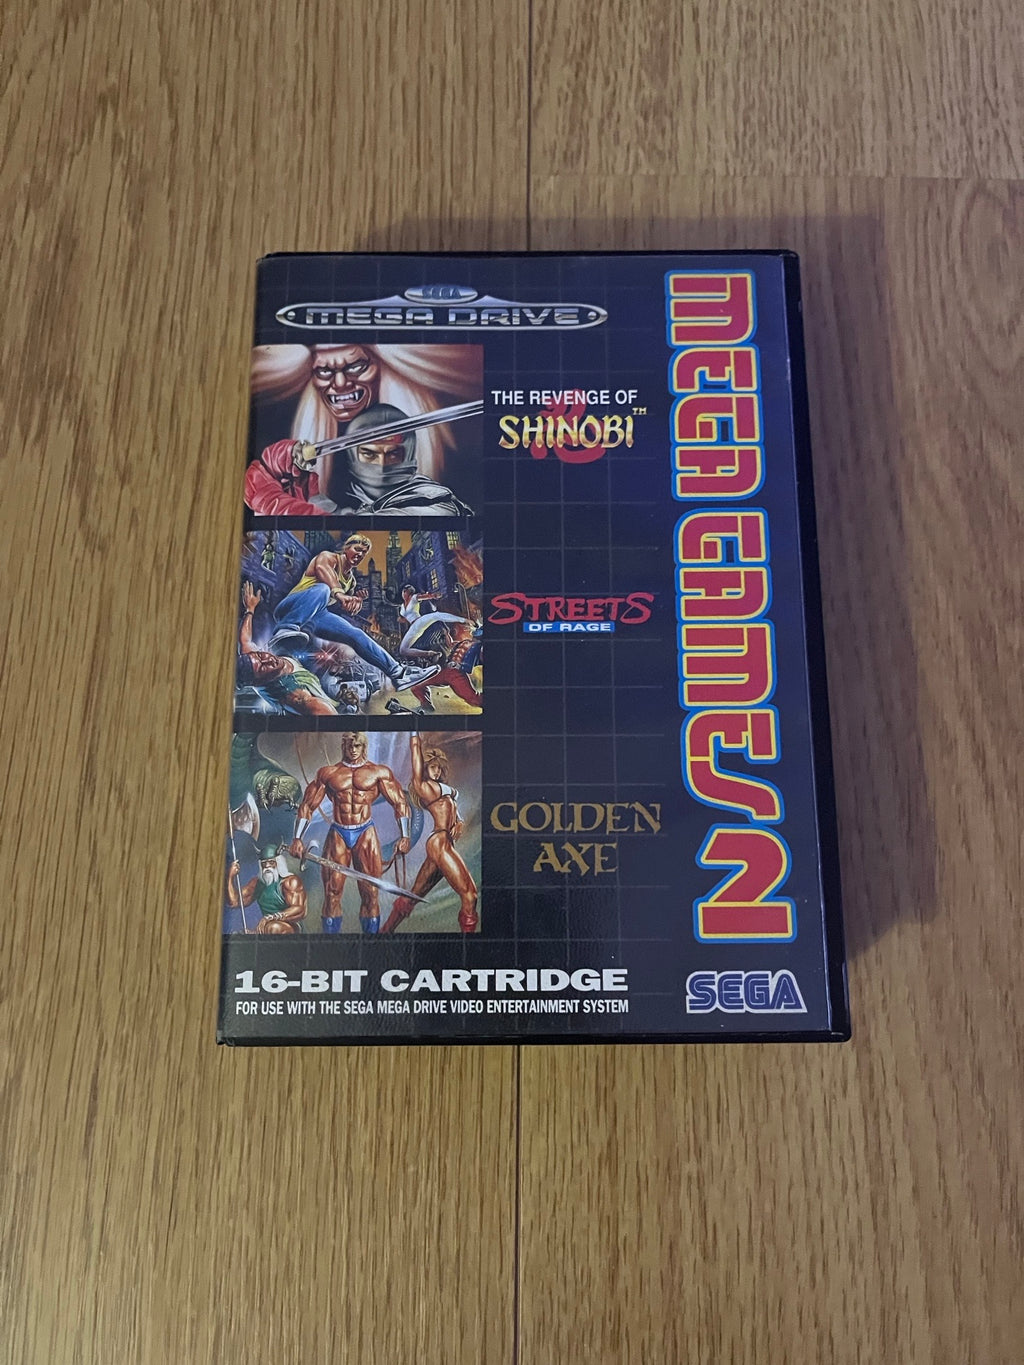 SEGA
MEGA DRIVE
THE REVENGE OF
SHINOBI™
STREETS
OF RAGE
GOLDEN
AXE
MEGA GAMES 2
16-BIT CARTRIDGE
FOR USE WITH THE SEGA MEGA DRIVE VIDEO ENTERTAINMENT SYSTEM
SEGA